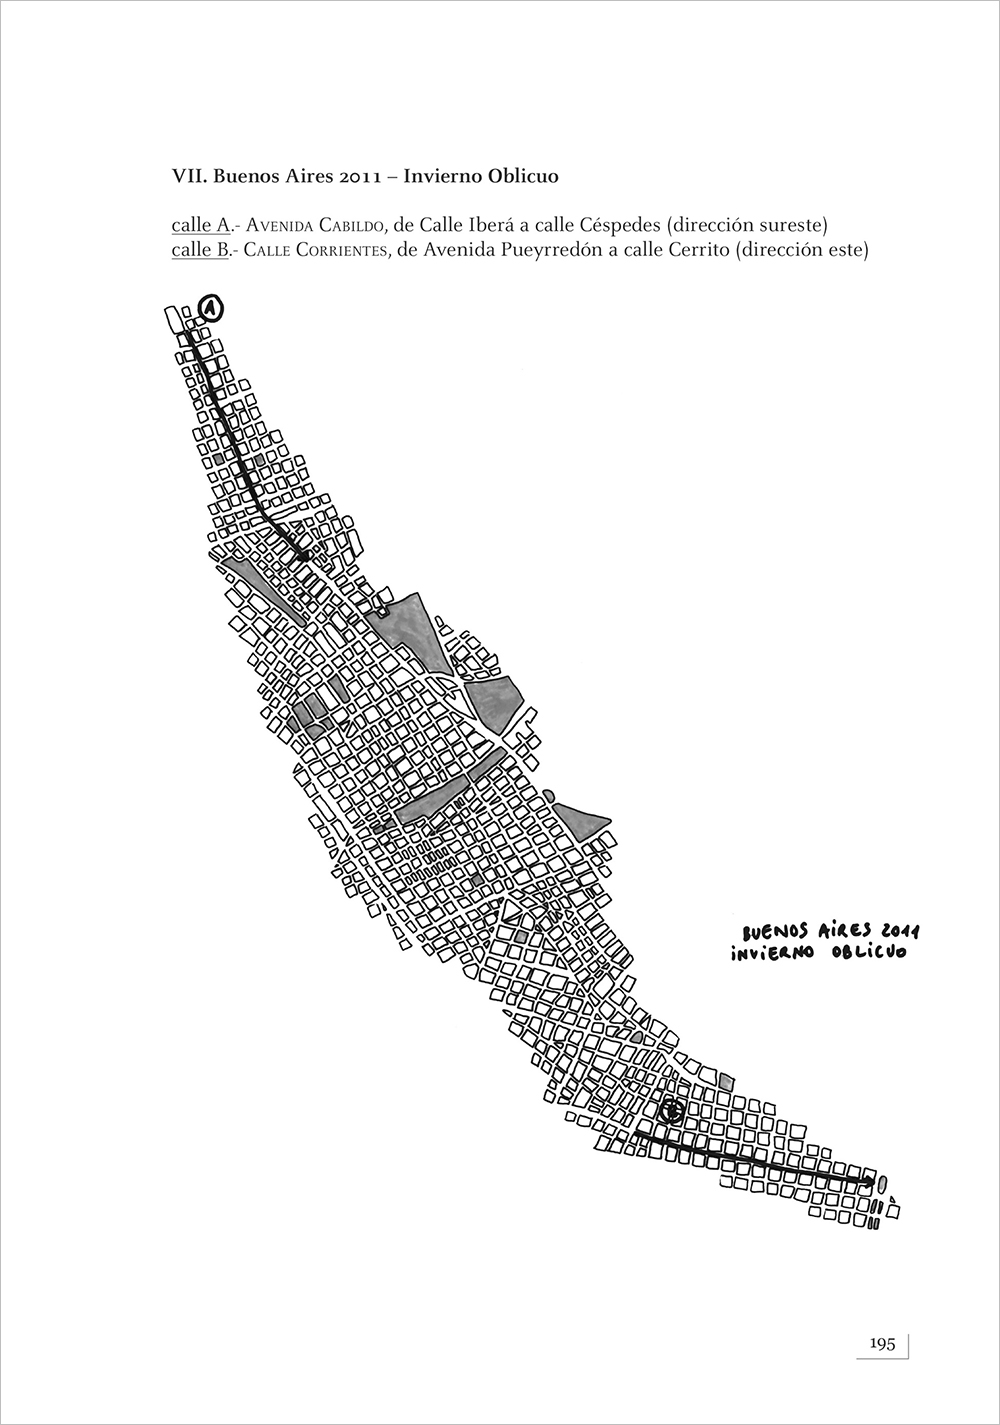 VII. Buenos Aires 2011 – Invierno Oblicuo
calle A.- Avenida Cabildo, de Calle Iberá a calle Céspedes (dirección sureste)
calle B.- Calle Corrientes, de Avenida Pueyrredón a calle Cerrito (dirección este)
A
BUENOS AIRES 2011
INVIERNO OBLICUO
B
195